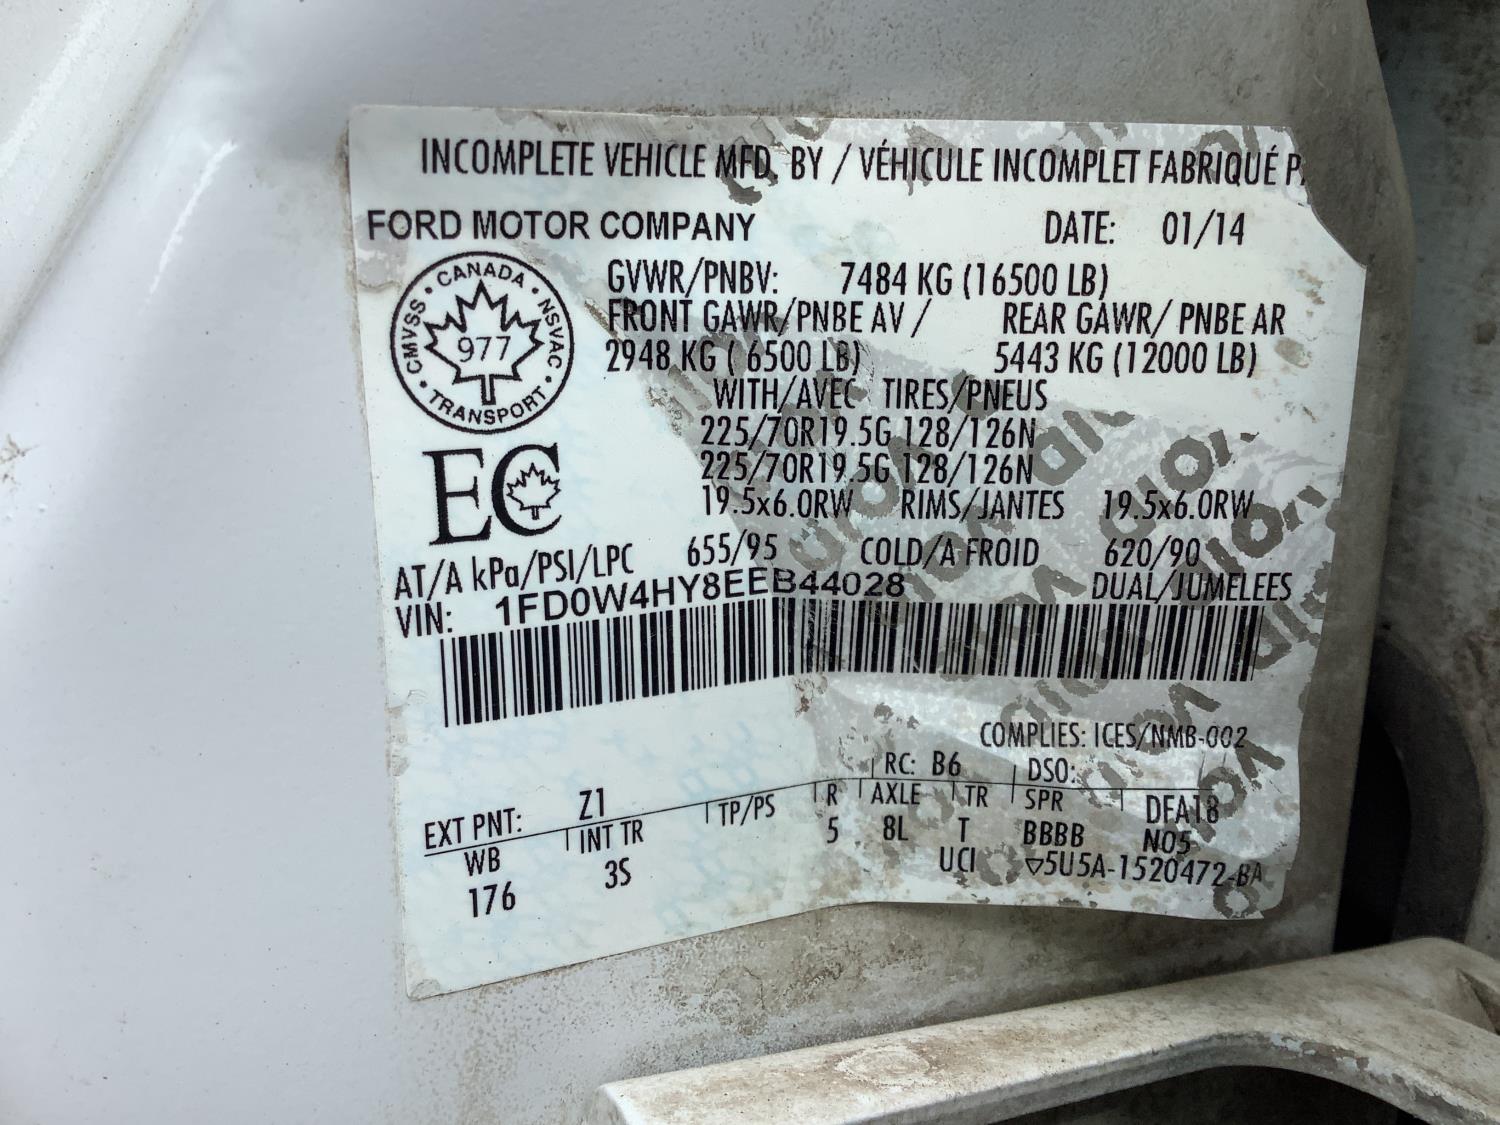 INCOMPLETE VEHICLE MFD. BY / VÉHICULE INCOMPLET FABRIQUÉ
FORD MOTOR COMPANY DATE: 01/14
GVWR/PNBV: 7484 KG (16500 LB)
FRONT GAWR/PNBE AV / REAR GAWR/ PNBE AR
2948 KG ( 6500 LB) 5443 KG (12000 LB)
WITH/AVEC TIRES/PNEUS
225/70R19.5G 128/126N
225/70R19.5G 128/126N
19.5x6.0RW RIMS/JANTES 19.5x6.0RW
CMVSS • CANADA • NSVAC • TRANSPORT •
977
EC
AT/A kPa/PSI/LPC 655/95 COLD/A FROID 620/90
VIN: 1FD0W4HY8EEB44028 DUAL/JUMELEES
COMPLIES: ICES/NMB-002
RC: B6 DSO:
EXT PNT: Z1
WB INT TR TP/PS R AXLE TR SPR DFA18
176 3S 5 8L T BBBB N05
UCI ▽5U5A-1520472-BA